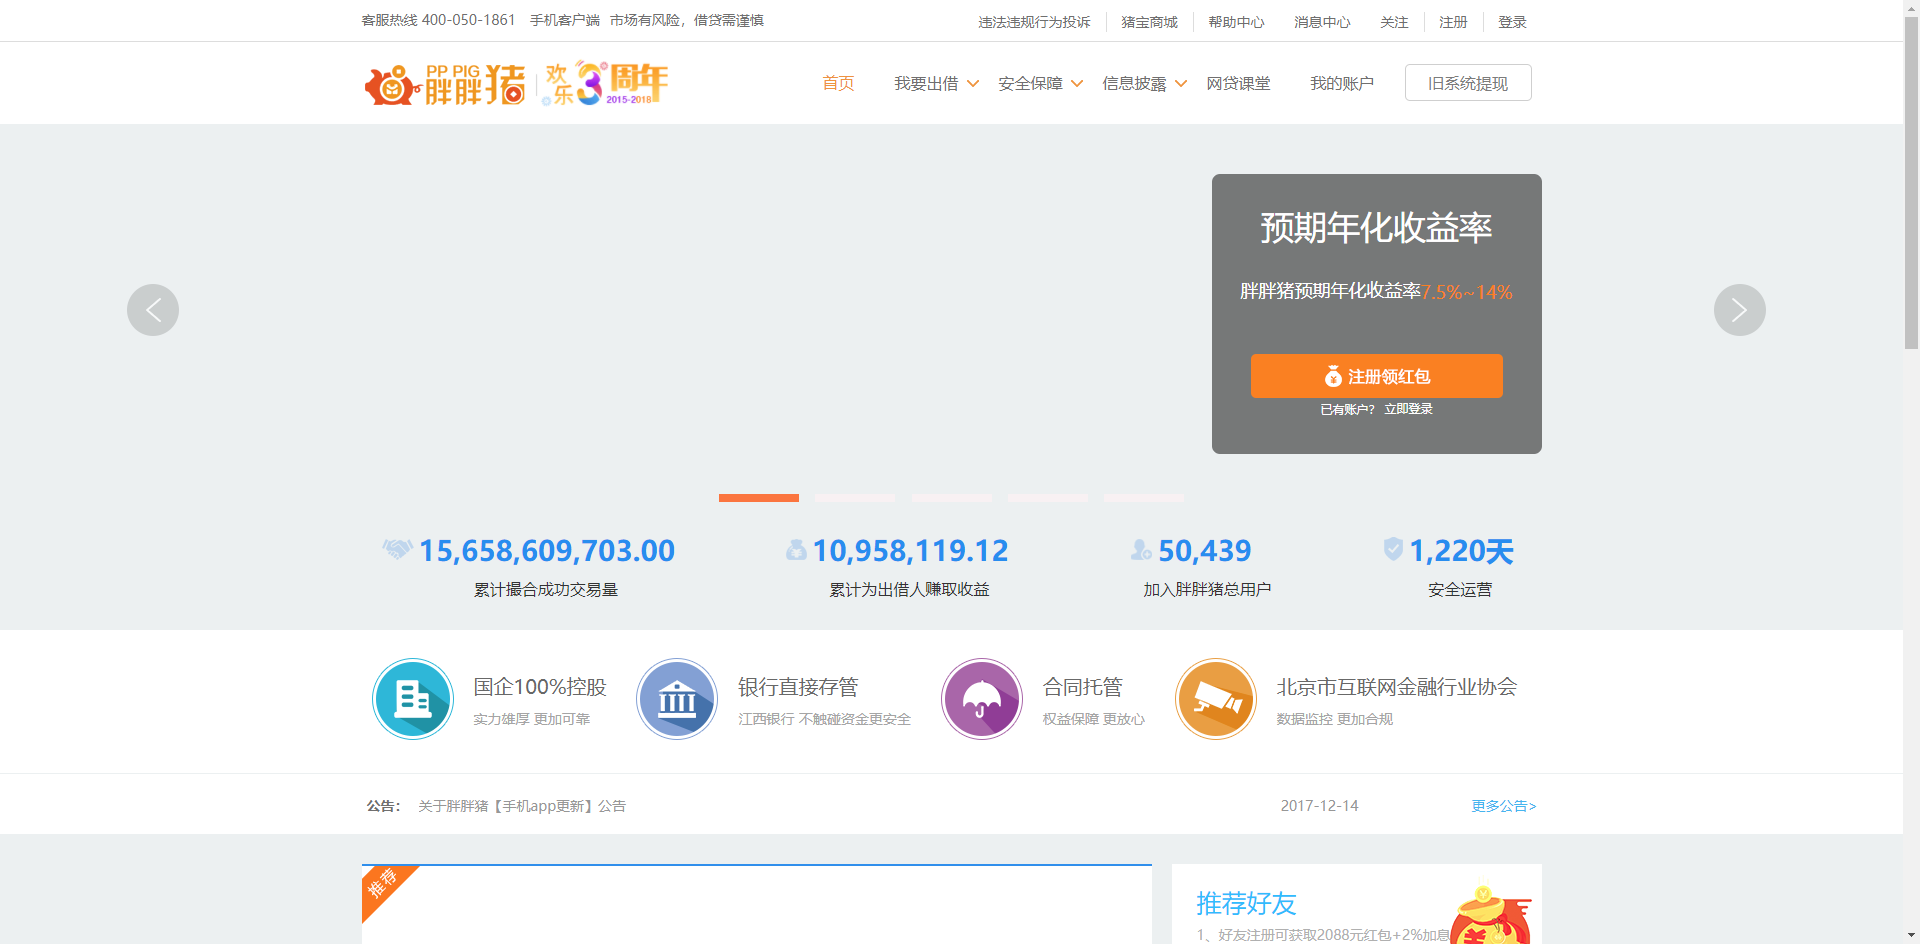 客服热线 400-050-1861 手机客户端 市场有风险，借贷需谨慎
违法违规行为投诉 猪宝商城 帮助中心 消息中心 关注 注册 登录
PP PIG 胖胖猪 欢乐3周年 2015-2018
首页 我要出借 安全保障 信息披露 网贷课堂 我的账户 旧系统提现
预期年化收益率
胖胖猪预期年化收益率7.5%~14%
注册领红包
已有账户？ 立即登录
15,658,609,703.00 10,958,119.12 50,439 1,220天
累计撮合成功交易量 累计为出借人赚取收益 加入胖胖猪总用户 安全运营
国企100%控股 银行直接存管 合同托管 北京市互联网金融行业协会
实力雄厚 更加可靠 江西银行 不触碰资金更安全 权益保障 更放心 数据监控 更加合规
公告： 关于胖胖猪【手机app更新】公告 2017-12-14 更多公告>
推荐
推荐好友
1、好友注册可获取2088元红包+2%加息